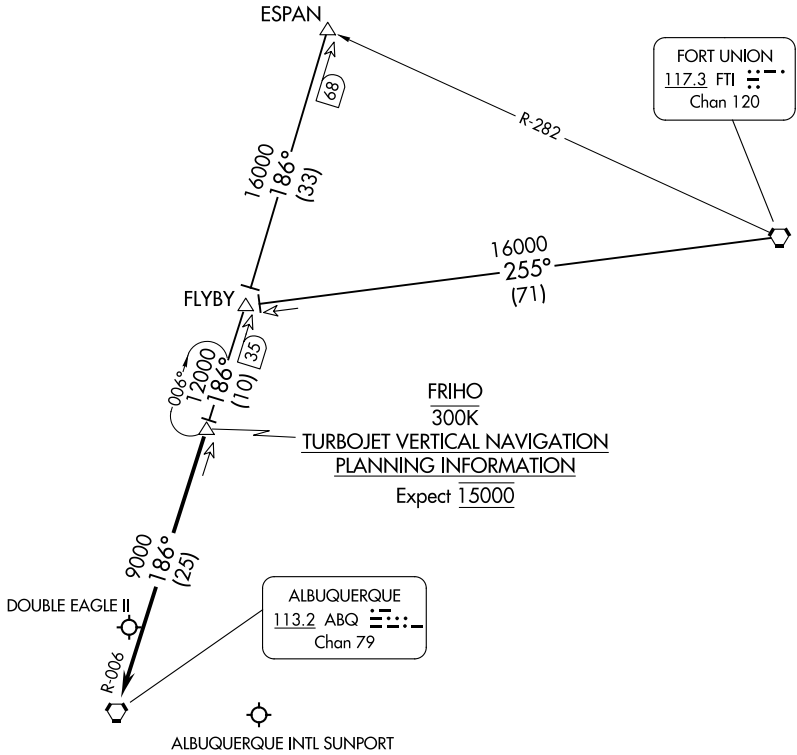 ESPAN
68
FORT UNION
117.3 FTI
Chan 120
R-282
16000
186°
(33)
16000
255°
(71)
FLYBY
35
006°
12000
186°
(10)
FRIHO
300K
TURBOJET VERTICAL NAVIGATION
PLANNING INFORMATION
Expect 15000
9000
186°
(25)
DOUBLE EAGLE II
R-006
ALBUQUERQUE
113.2 ABQ
Chan 79
ALBUQUERQUE INTL SUNPORT